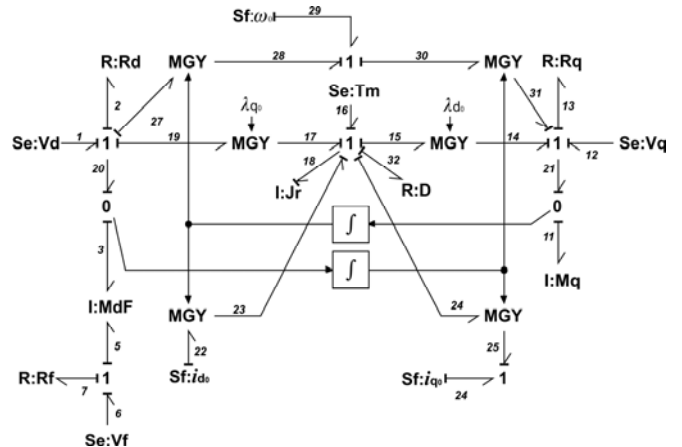 Sf:ω₀ 29
R:Rd MGY 28 1 30 MGY R:Rq
2 27 Se:Tm 31 13
λq₀ 16 λd₀
Se:Vd 1 1 19 MGY 17 1 15 MGY 14 1 12 Se:Vq
20 18 32 21
I:Jr R:D
0 ∫ 0
3 11
∫ I:Mq
I:MdF MGY 23 24 MGY
5 22 25
R:Rf 7 1 Sf:id₀ Sf:iq₀ 24 1
6
Se:Vf